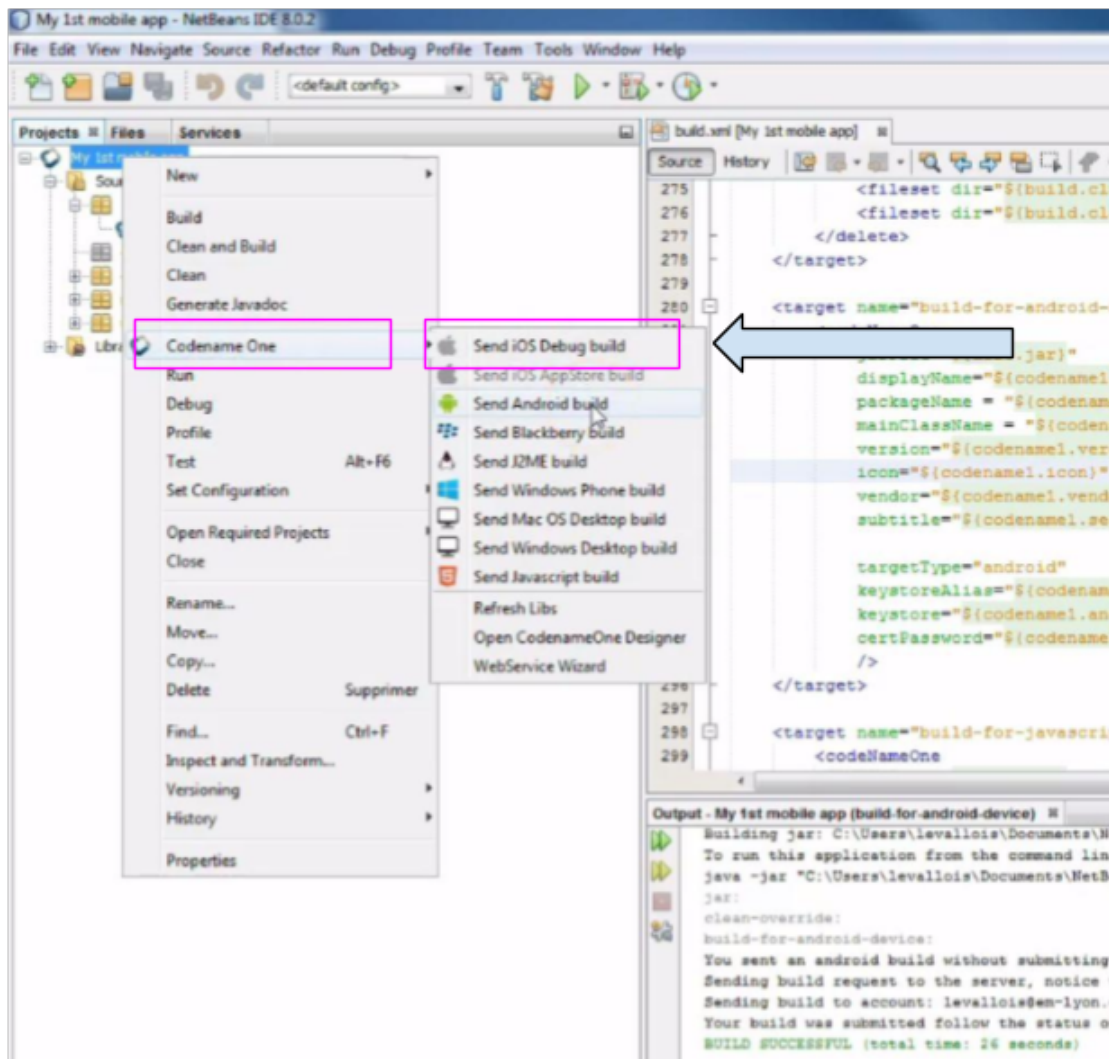 My 1st mobile app - NetBeans IDE 8.0.2
File Edit View Navigate Source Refactor Run Debug Profile Team Tools Window Help
<default config>
Projects Files Services
My 1st mobile app
Sour
Libra
New
Build
Clean and Build
Clean
Generate Javadoc
Codename One
Run
Debug
Profile
Test Alt+F6
Set Configuration
Open Required Projects
Close
Rename...
Move...
Copy...
Delete Supprimer
Find... Ctrl+F
Inspect and Transform...
Versioning
History
Properties
Send iOS Debug build
Send iOS AppStore build
Send Android build
Send Blackberry build
Send J2ME build
Send Windows Phone build
Send Mac OS Desktop build
Send Windows Desktop build
Send Javascript build
Refresh Libs
Open CodenameOne Designer
WebService Wizard
build.xml [My 1st mobile app]
Source History
275 <fileset dir="${build.cl
276 <fileset dir="${build.cl
277 </delete>
278 </target>
279
280 <target name="build-for-android-
.jar}"
displayName="${codename1
packageName = "${codenam
mainClassName = "${coden
version="${codename1.ver
icon="${codename1.icon}"
vendor="${codename1.vend
subtitle="${codename1.se
targetType="android"
keystoreAlias="${codenam
keystore="${codename1.an
certPassword="${codename
/>
296 </target>
297
298 <target name="build-for-javascri
299 <codeNameOne
Output - My 1st mobile app (build-for-android-device)
Building jar: C:\Users\levallois\Documents\N
To run this application from the command lin
java -jar "C:\Users\levallois\Documents\NetB
jar:
clean-override:
build-for-android-device:
You sent an android build without submitting
Sending build request to the server, notice
Sending build to account: levallois@em-lyon.
Your build was submitted follow the status o
BUILD SUCCESSFUL (total time: 26 seconds)